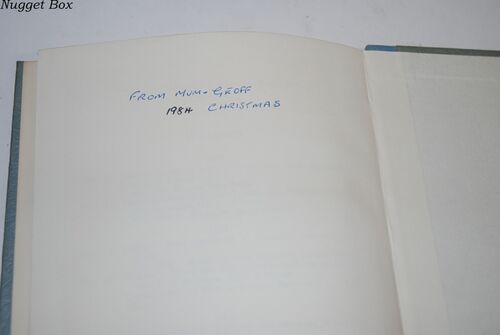 Nugget Box
FROM MUM & GEOFF
1984 CHRISTMAS